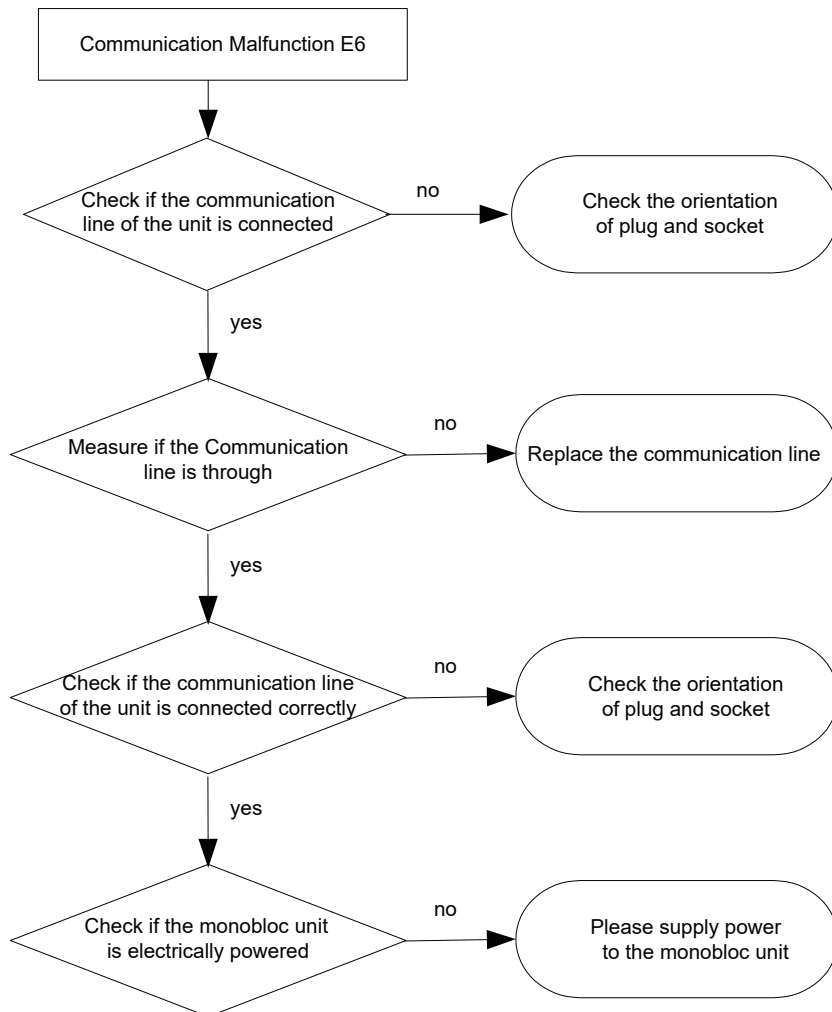 Communication Malfunction E6
Check if the communication
line of the unit is connected
no
Check the orientation
of plug and socket
yes
Measure if the Communication
line is through
no
Replace the communication line
yes
Check if the communication line
of the unit is connected correctly
no
Check the orientation
of plug and socket
yes
Check if the monobloc unit
is electrically powered
no
Please supply power
to the monobloc unit